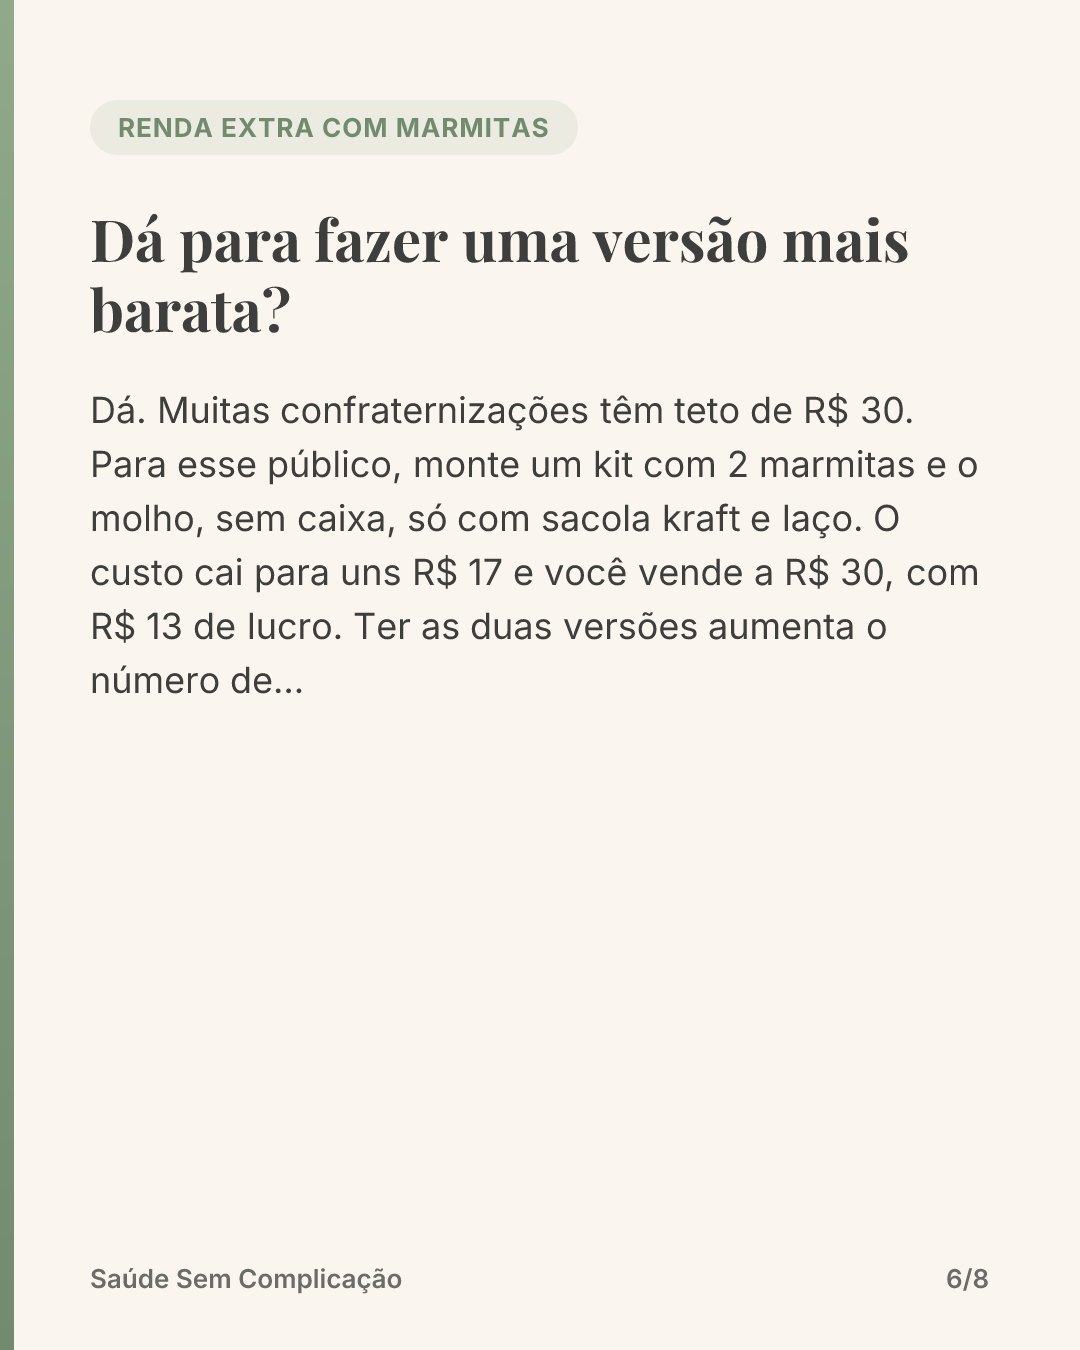 RENDA EXTRA COM MARMITAS
Dá para fazer uma versão mais
barata?
Dá. Muitas confraternizações têm teto de R$ 30.
Para esse público, monte um kit com 2 marmitas e o
molho, sem caixa, só com sacola kraft e laço. O
custo cai para uns R$ 17 e você vende a R$ 30, com
R$ 13 de lucro. Ter as duas versões aumenta o
número de...
Saúde Sem Complicação
6/8